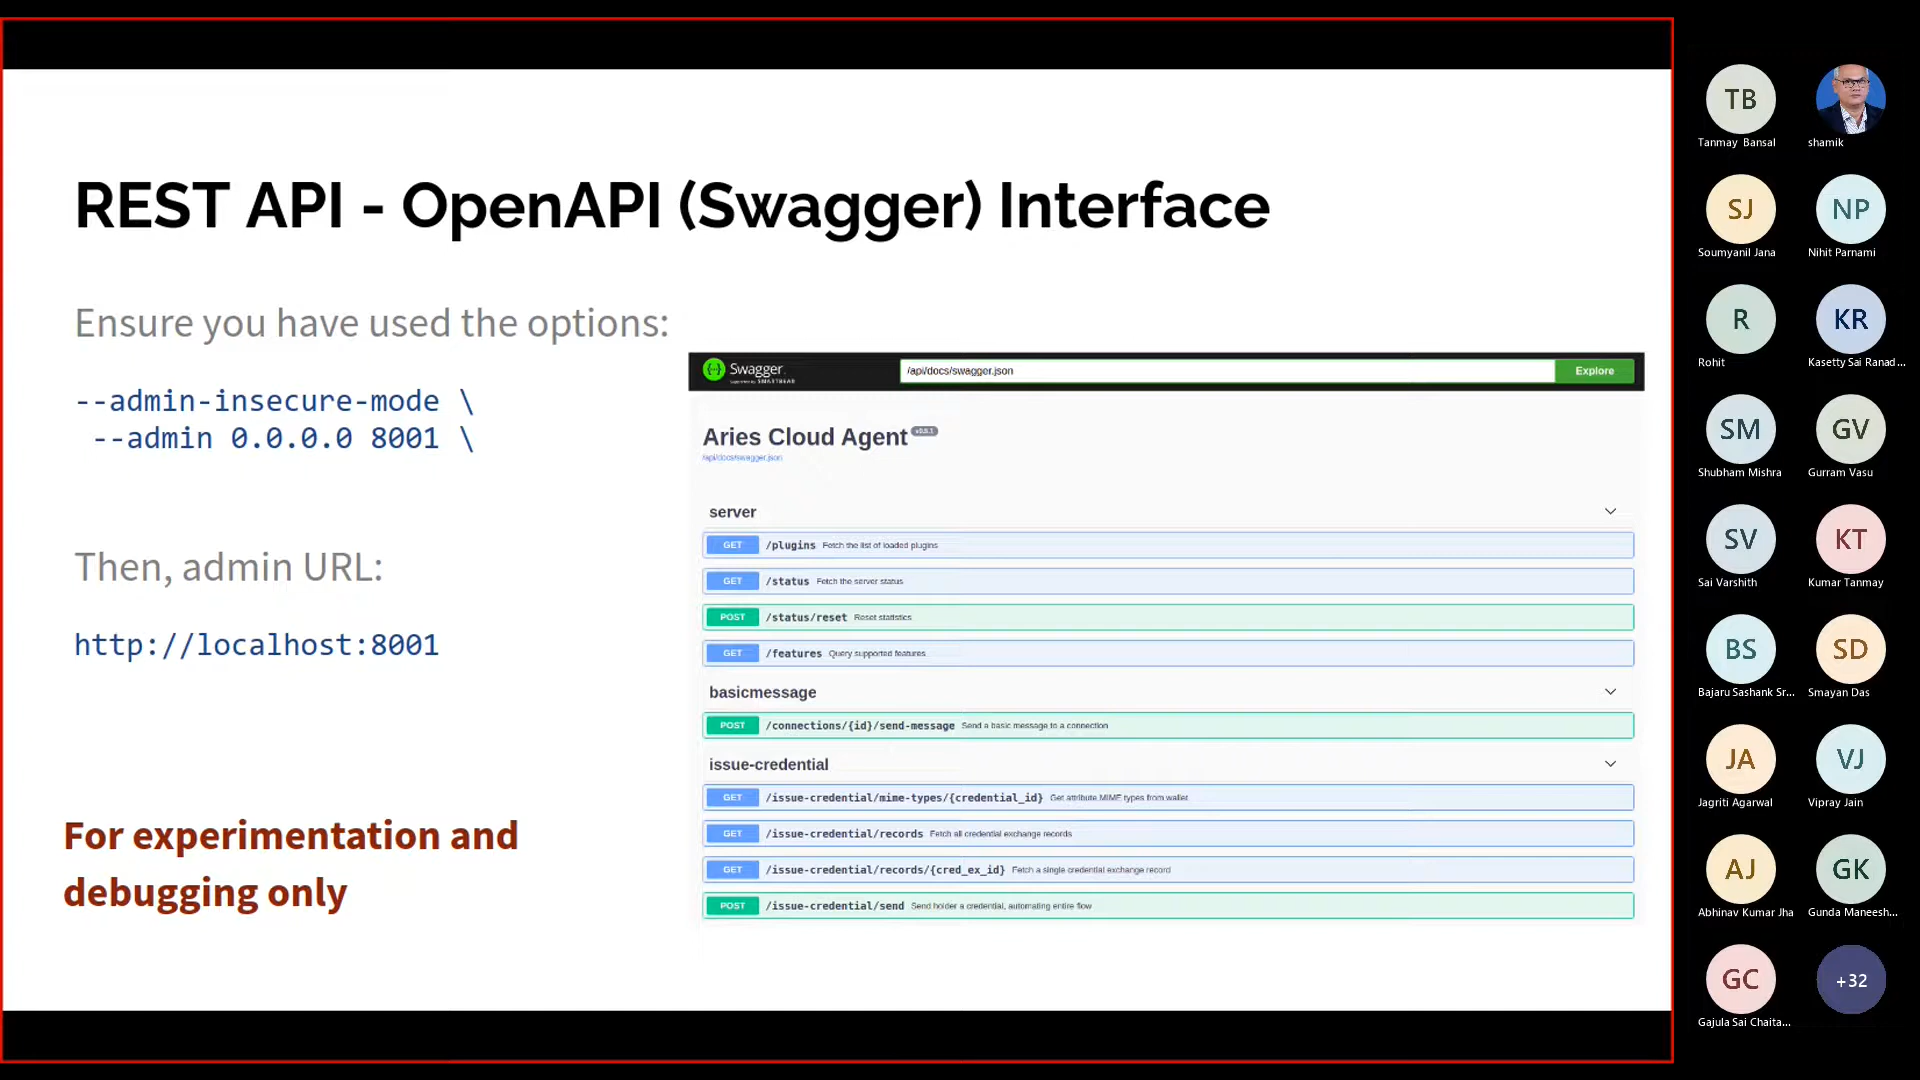 REST API - OpenAPI (Swagger) Interface
Ensure you have used the options:
--admin-insecure-mode \
--admin 0.0.0.0 8001 \
Then, admin URL:
http://localhost:8001
For experimentation and
debugging only
Swagger
/api/docs/swagger.json
Explore
Aries Cloud Agent
/api/docs/swagger.json
server
GET /plugins Fetch the list of loaded plugins
GET /status Fetch the server status
POST /status/reset Reset statistics
GET /features Query supported features
basicmessage
POST /connections/{id}/send-message Send a basic message to a connection
issue-credential
GET /issue-credential/mime-types/{credential_id} Get attribute MIME types from wallet
GET /issue-credential/records Fetch all credential exchange records
GET /issue-credential/records/{cred_ex_id} Fetch a single credential exchange record
POST /issue-credential/send Send holder a credential, automating entire flow
TB
Tanmay Bansal
shamik
SJ
Soumyanil Jana
NP
Nihit Parnami
R
Rohit
KR
Kasetty Sai Ranad...
SM
Shubham Mishra
GV
Gurram Vasu
SV
Sai Varshith
KT
Kumar Tanmay
BS
Bajaru Sashank Sr...
SD
Smayan Das
JA
Jagriti Agarwal
VJ
Vipray Jain
AJ
Abhinav Kumar Jha
GK
Gunda Maneesh...
GC
Gajula Sai Chaita...
+32